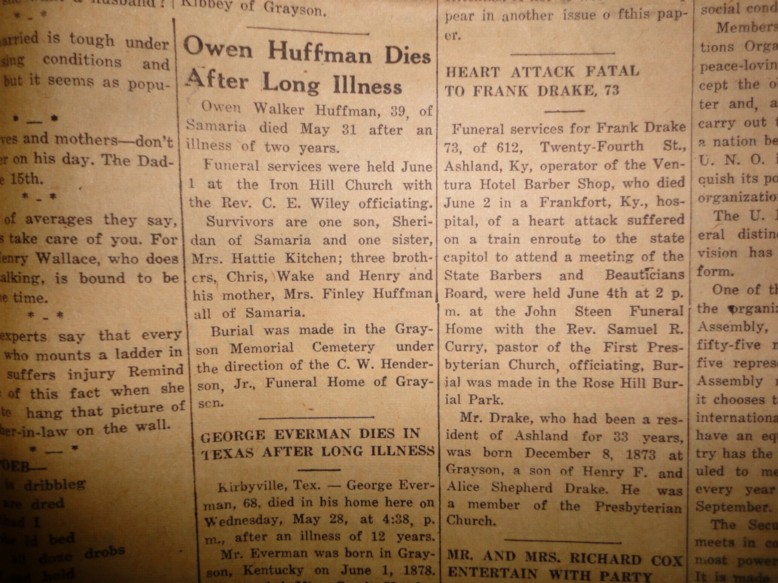 Kibbey of Grayson.
arried is tough under
sing conditions and
but it seems as popu-
* _ *
ves and mothers—don't
er on his day. The Dad-
e 15th.
* - *
of averages they say,
s take care of you. For
enry Wallace, who does
alking, is bound to be
e time.
* - *
experts say that every
who mounts a ladder in
suffers injury Remind
of this fact when she
to hang that picture of
her-in-law on the wall.
* — *
is dribbleg
are dred
bed
doze drobs
Owen Huffman Dies
After Long Illness
Owen Walker Huffman, 39, of
Samaria died May 31 after an
illness of two years.
Funeral services were held June
1 at the Iron Hill Church with
the Rev. C. E. Wiley officiating.
Survivors are one son, Sheri-
dan of Samaria and one sister,
Mrs. Hattie Kitchen; three broth-
ers, Chris, Wake and Henry and
his mother, Mrs. Finley Huffman
all of Samaria.
Burial was made in the Gray-
son Memorial Cemetery under
the direction of the C. W. Hender-
son, Jr., Funeral Home of Gray-
son.
GEORGE EVERMAN DIES IN
TEXAS AFTER LONG ILLNESS
Kirbyville, Tex. — George Ever-
man, 68. died in his home here on
Wednesday, May 28, at 4:38, p.
m., after an illness of 12 years.
Mr. Everman was born in Gray-
son, Kentucky on June 1, 1878.
pear in another issue o fthis pap-
er.
HEART ATTACK FATAL
TO FRANK DRAKE, 73
Funeral services for Frank Drake
73, of 612, Twenty-Fourth St.,
Ashland, Ky, operator of the Ven-
tura Hotel Barber Shop, who died
June 2 in a Frankfort, Ky., hos-
pital, of a heart attack suffered
on a train enroute to the state
capitol to attend a meeting of the
State Barbers and Beauticians
Board, were held June 4th at 2 p.
m. at the John Steen Funeral
Home with the Rev. Samuel R.
Curry, pastor of the First Pres-
byterian Church, officiating, Bur-
ial was made in the Rose Hill Bur-
ial Park.
Mr. Drake, who had been a res-
ident of Ashland for 33 years,
was born December 8, 1873 at
Grayson, a son of Henry F. and
Alice Shepherd Drake. He was
a member of the Presbyterian
Church.
MR. AND MRS. RICHARD COX
ENTERTAIN WITH PARTY
social cond
Members
tions Orga
peace-lovin
cept the o
ter and, a
carry out t
a nation be
U. N. O.
quish its po
organization
The U.
eral distinc
vision has
form.
One of th
the organiz
Assembly,
fifty-five m
five repres
Assembly
it chooses t
internationa
have an eq
try has the
uled to me
every year
September.
The Secu
meets in co
most power